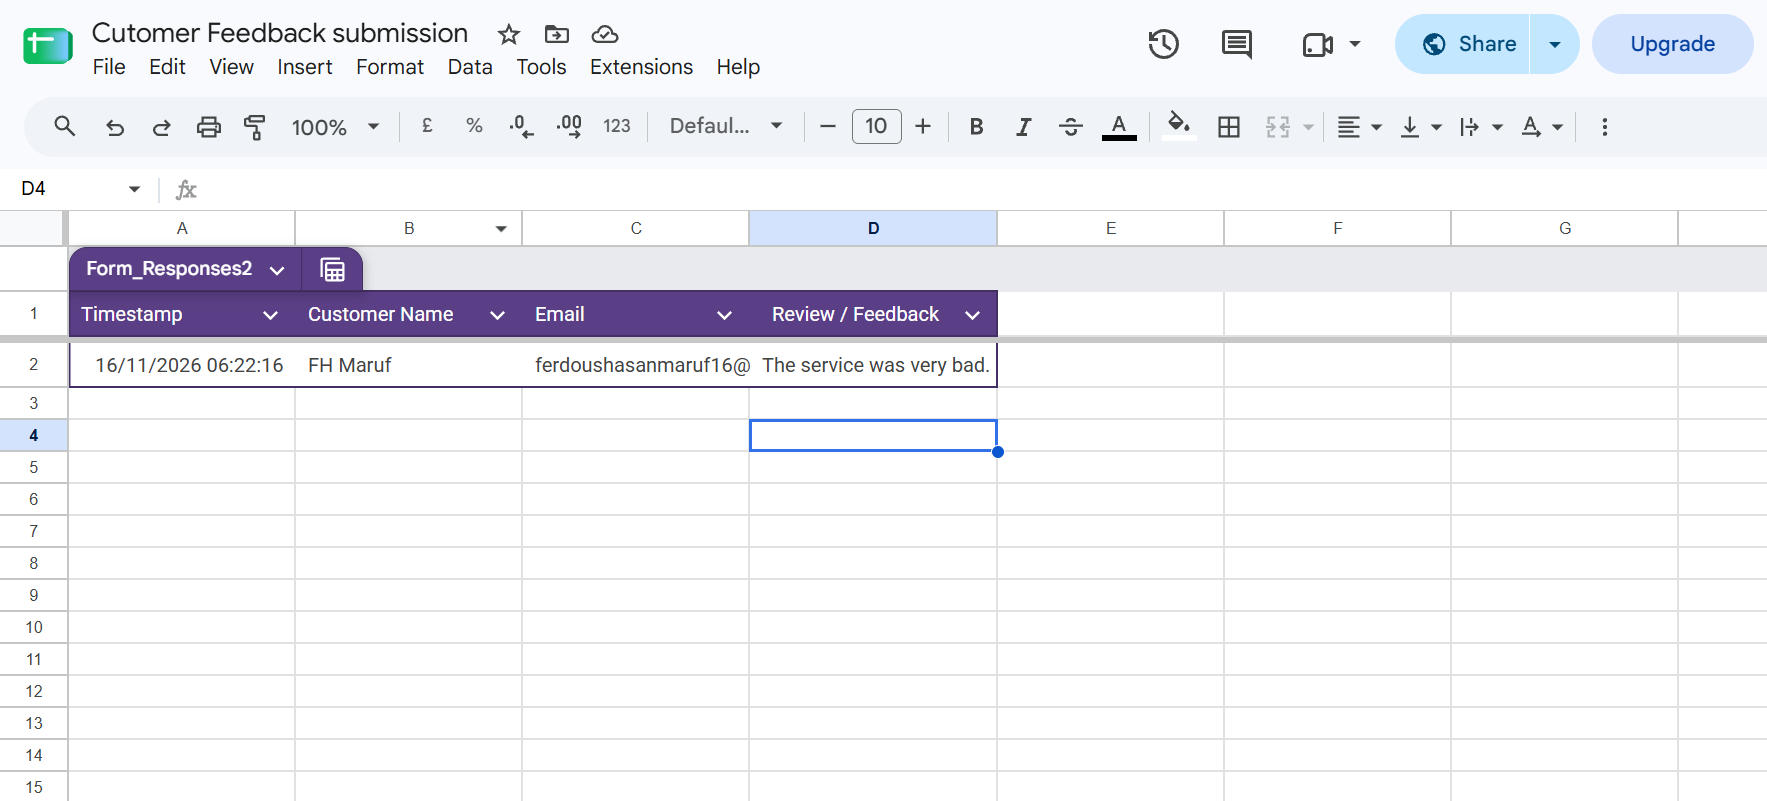 Cutomer Feedback submission
File Edit View Insert Format Data Tools Extensions Help
Share
Upgrade
100% £ % .0 .00 123 Defaul... 10 B I A A
D4 fx
A B C D E F G
Form_Responses2
1 Timestamp Customer Name Email Review / Feedback
2 16/11/2026 06:22:16 FH Maruf ferdoushasanmaruf16@ The service was very bad.
3
4
5
6
7
8
9
10
11
12
13
14
15